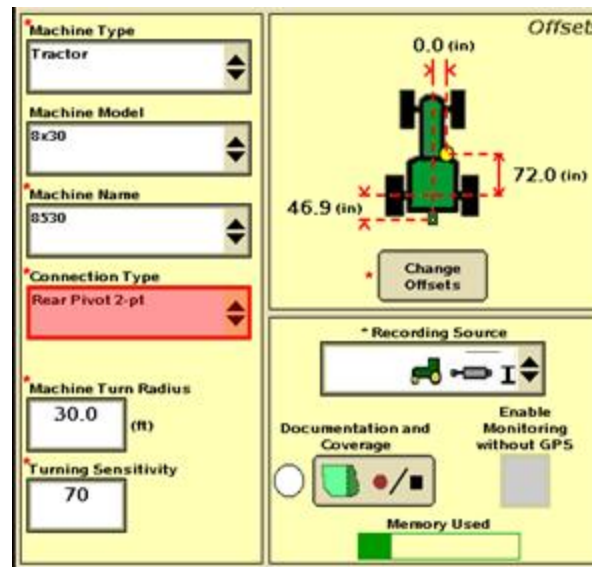 *Machine Type
Tractor
Machine Model
8x30
*Machine Name
8530
*Connection Type
Rear Pivot 2-pt
*Machine Turn Radius
30.0
(ft)
*Turning Sensitivity
70
Offset
0.0 (in)
72.0 (in)
46.9 (in)
* Change
Offsets
* Recording Source
Documentation and
Coverage
Enable
Monitoring
without GPS
Memory Used